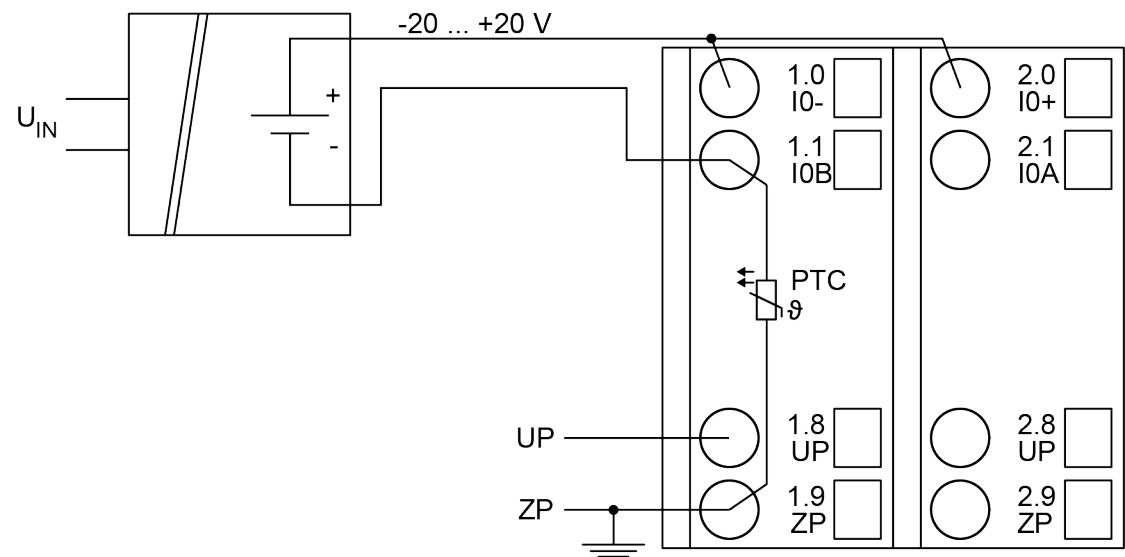 -20 ... +20 V
U IN
+
-
1.0
I0-
2.0
I0+
1.1
I0B
2.1
I0A
PTC
ϑ
UP
1.8
UP
2.8
UP
ZP
1.9
ZP
2.9
ZP